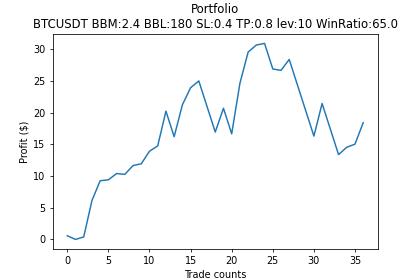 Portfolio
BTCUSDT BBM:2.4 BBL:180 SL:0.4 TP:0.8 lev:10 WinRatio:65.0
Profit ($)
30
25
20
15
10
5
0
0 5 10 15 20 25 30 35
Trade counts